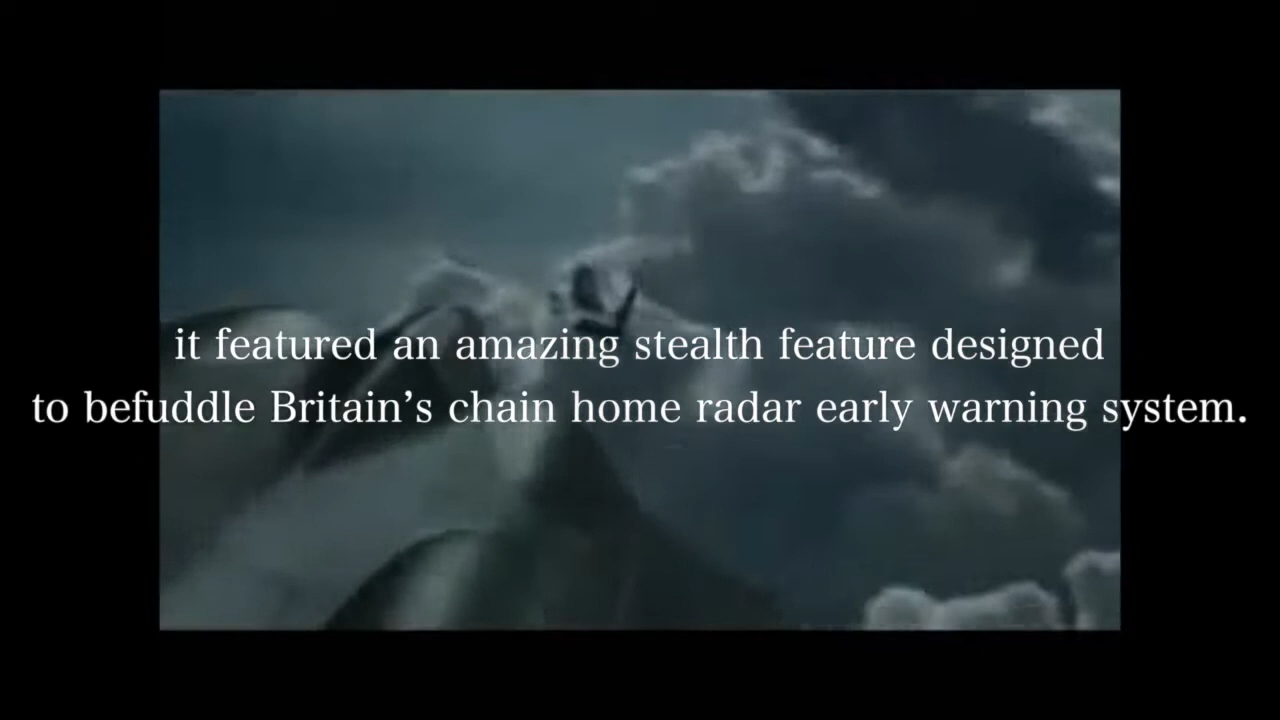 it featured an amazing stealth feature designed
to befuddle Britain’s chain home radar early warning system.